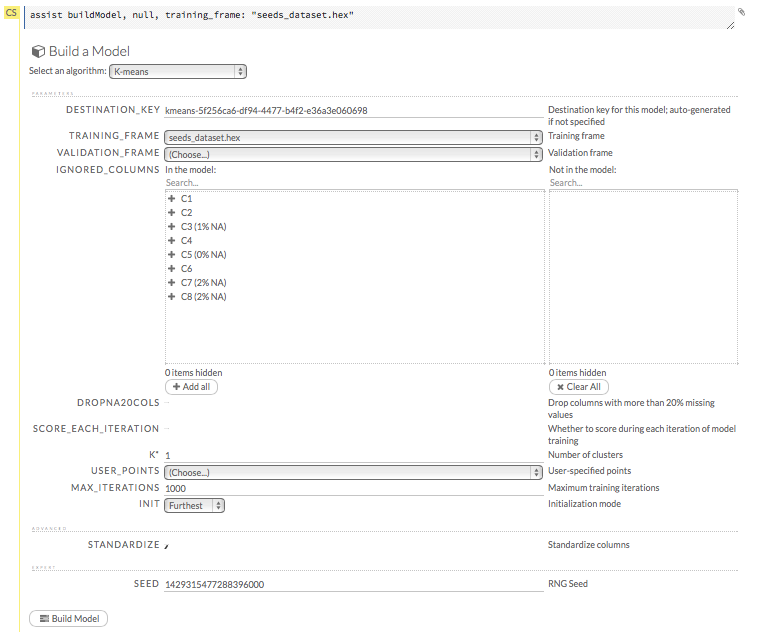 CS
assist buildModel, null, training_frame: "seeds_dataset.hex"
Build a Model
Select an algorithm: K-means
PARAMETERS
DESTINATION_KEY kmeans-5f256ca6-df94-4477-b4f2-e36a3e060698 Destination key for this model; auto-generated
if not specified
TRAINING_FRAME seeds_dataset.hex Training frame
VALIDATION_FRAME (Choose...) Validation frame
IGNORED_COLUMNS In the model: Not in the model:
Search... Search...
C1
C2
C3 (1% NA)
C4
C5 (0% NA)
C6
C7 (2% NA)
C8 (2% NA)
0 items hidden 0 items hidden
Add all Clear All
DROPNA20COLS Drop columns with more than 20% missing
values
SCORE_EACH_ITERATION Whether to score during each iteration of model
training
K* 1 Number of clusters
USER_POINTS (Choose...) User-specified points
MAX_ITERATIONS 1000 Maximum training iterations
INIT Furthest Initialization mode
ADVANCED
STANDARDIZE Standardize columns
EXPERT
SEED 1429315477288396000 RNG Seed
Build Model